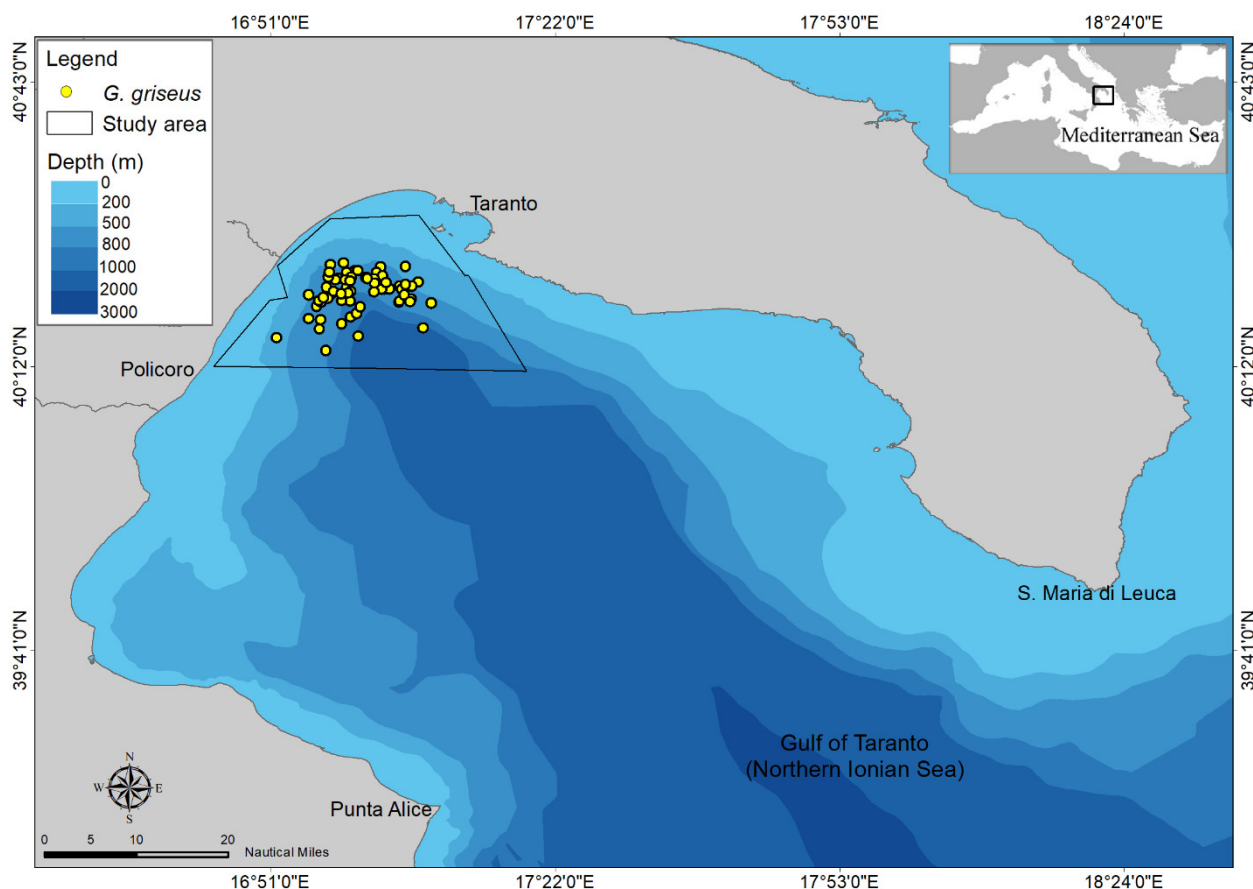 16°51'0"E
17°22'0"E
17°53'0"E
18°24'0"E
Legend
G. griseus
Study area
Depth (m)
0
200
500
800
1000
2000
3000
40°43'0"N
40°43'0"N
Mediterranean Sea
Taranto
Policoro
40°12'0"N
40°12'0"N
S. Maria di Leuca
39°41'0"N
39°41'0"N
Gulf of Taranto
(Northern Ionian Sea)
N
W
E
S
Punta Alice
0
5
10
20
Nautical Miles
16°51'0"E
17°22'0"E
17°53'0"E
18°24'0"E